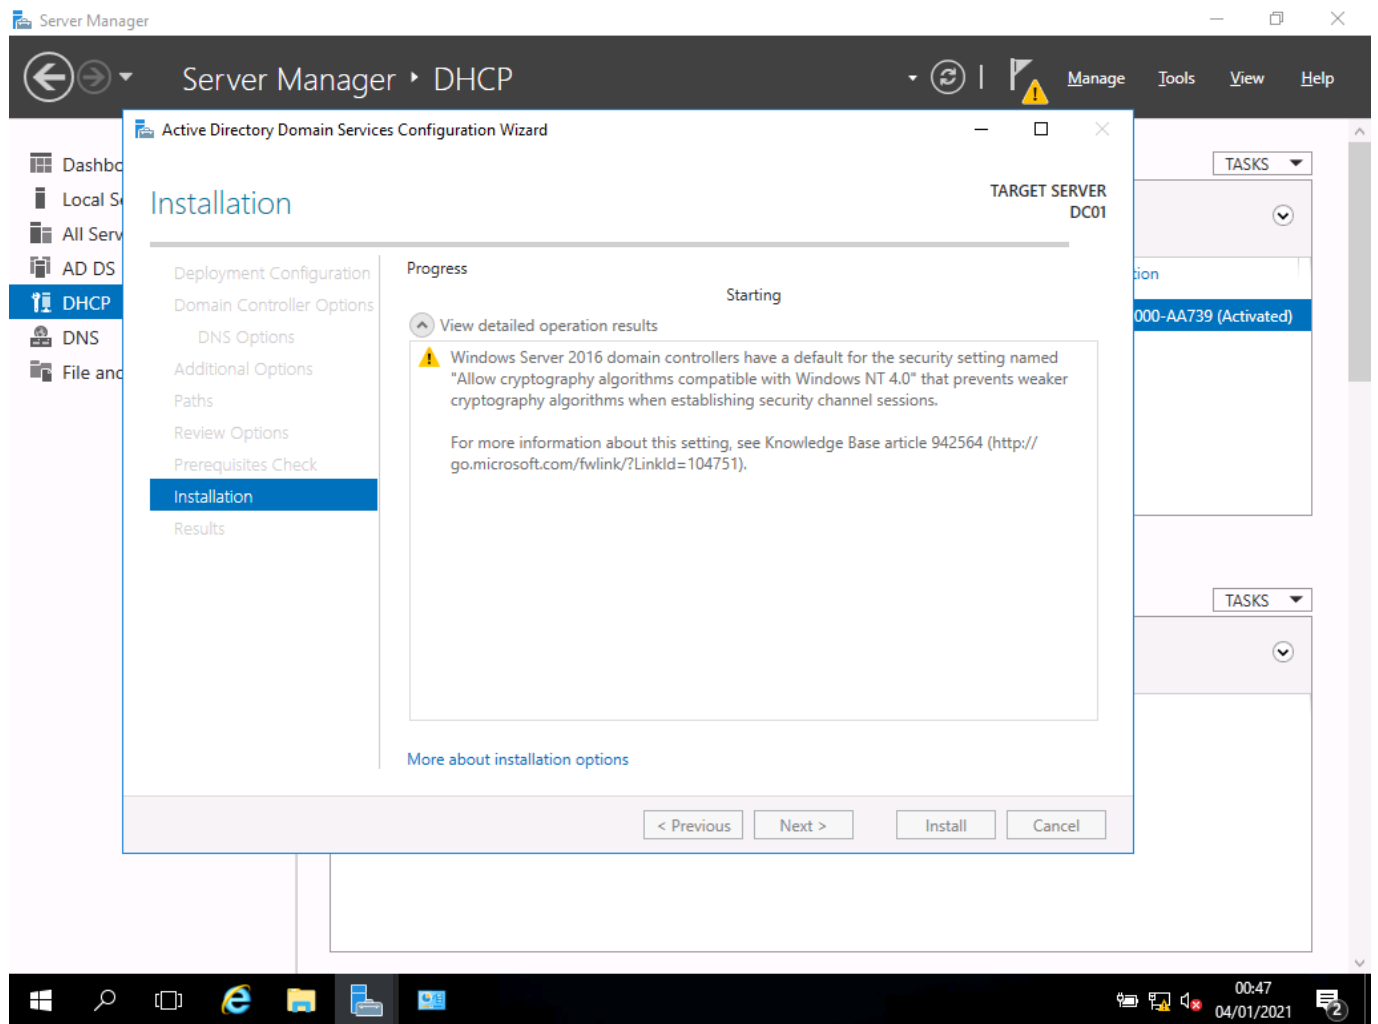 Server Manager
Server Manager ‣ DHCP
Manage Tools View Help
Active Directory Domain Services Configuration Wizard
Installation
TARGET SERVER
DC01
Dashbo
Local Se
All Serv
AD DS
DHCP
DNS
File and
Deployment Configuration
Domain Controller Options
DNS Options
Additional Options
Paths
Review Options
Prerequisites Check
Installation
Results
Progress
Starting
View detailed operation results
Windows Server 2016 domain controllers have a default for the security setting named
"Allow cryptography algorithms compatible with Windows NT 4.0" that prevents weaker
cryptography algorithms when establishing security channel sessions.
For more information about this setting, see Knowledge Base article 942564 (http://
go.microsoft.com/fwlink/?LinkId=104751).
More about installation options
< Previous Next > Install Cancel
TASKS
tion
000-AA739 (Activated)
TASKS
00:47
04/01/2021
2